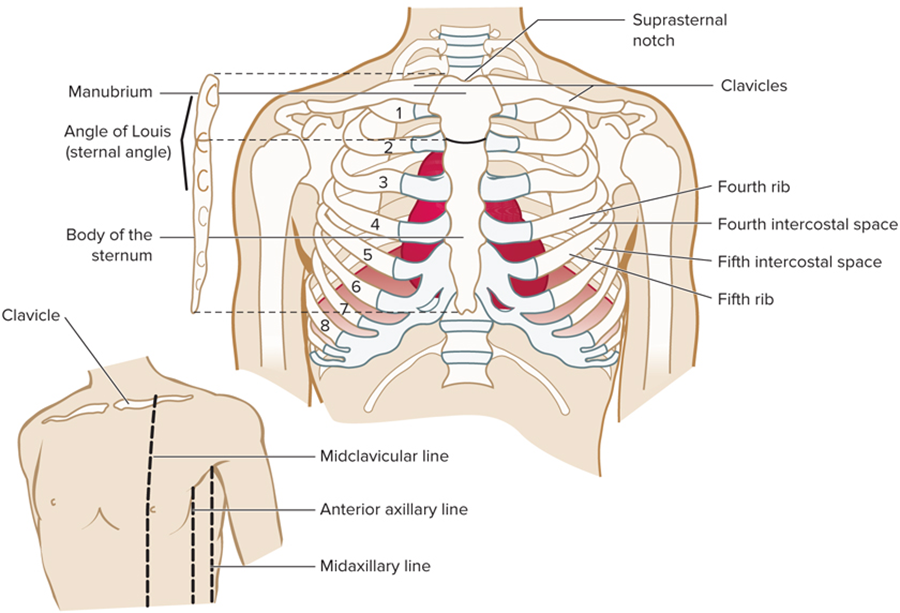 Suprasternal
notch
Manubrium
Clavicles
Angle of Louis
(sternal angle)
1
2
3
4
5
6
7
8
Fourth rib
Fourth intercostal space
Body of the
sternum
Fifth intercostal space
Fifth rib
Clavicle
Midclavicular line
Anterior axillary line
Midaxillary line